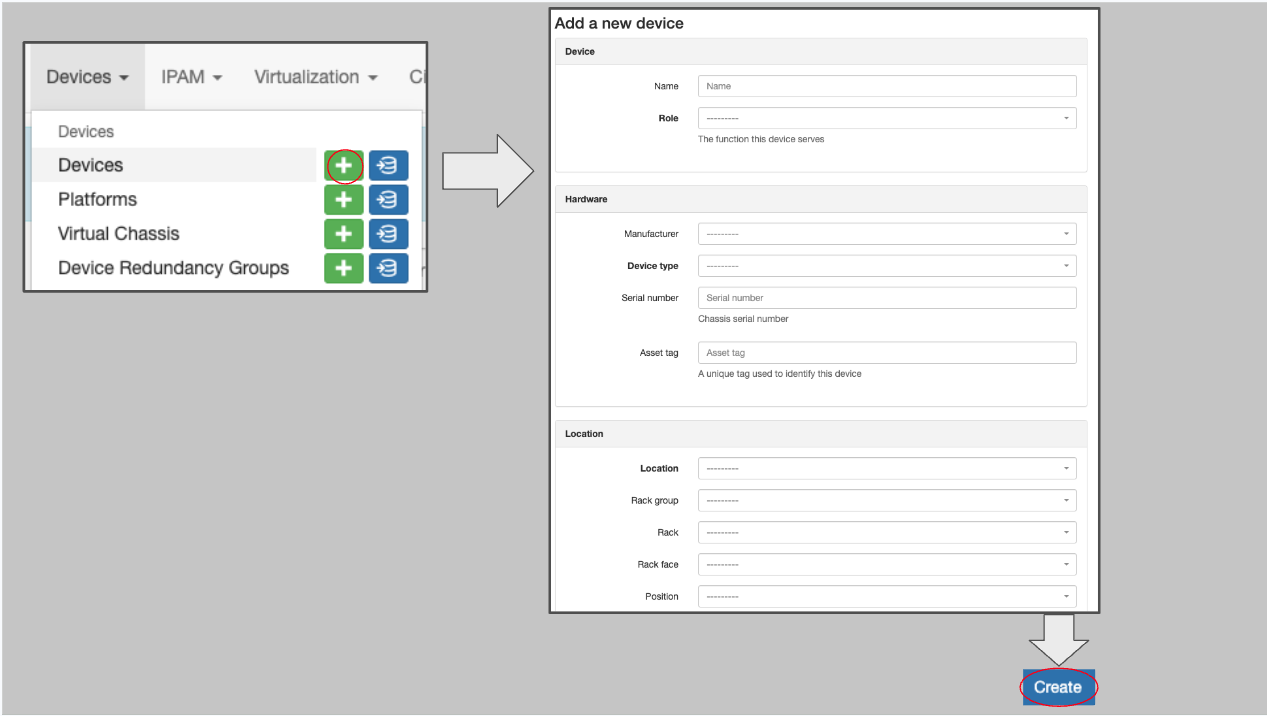 Devices IPAM Virtualization
Devices
Devices
Platforms
Virtual Chassis
Device Redundancy Groups
Add a new device
Device
Name Name
Role ---------
The function this device serves
Hardware
Manufacturer ---------
Device type ---------
Serial number Serial number
Chassis serial number
Asset tag Asset tag
A unique tag used to identify this device
Location
Location ---------
Rack group ---------
Rack ---------
Rack face ---------
Position ---------
Create